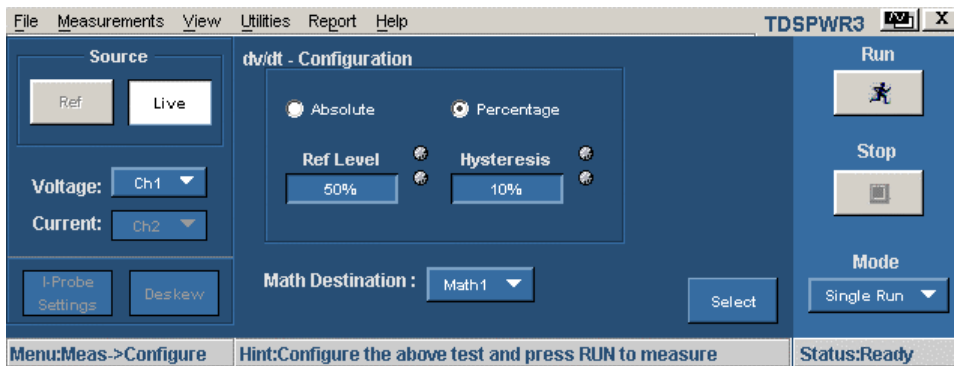 File Measurements View Utilities Report Help TDSPWR3 X
Source
Ref Live
Voltage: Ch1
Current: Ch2
I-Probe Settings Deskew
dv/dt - Configuration
Absolute Percentage
Ref Level Hysteresis
50% 10%
Math Destination : Math1
Select
Run
Stop
Mode
Single Run
Menu:Meas->Configure Hint:Configure the above test and press RUN to measure Status:Ready